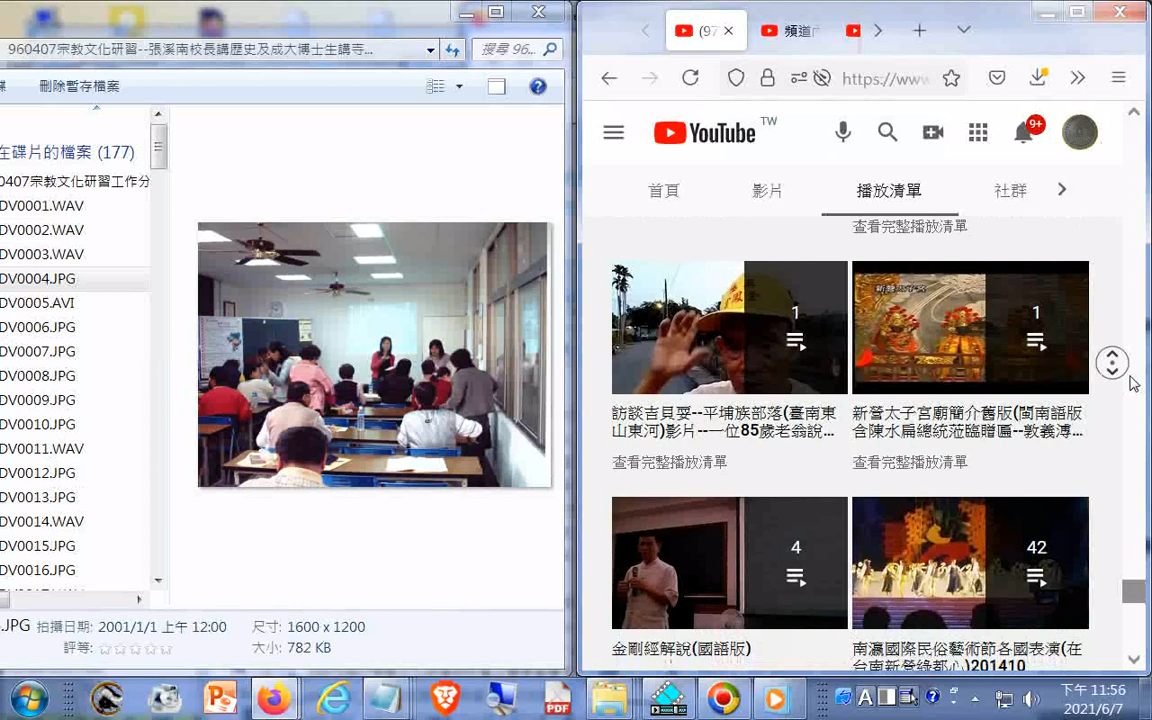 960407宗教文化研習--張溪南校長講歷史及成大博士生講等...
搜尋 96...
刪除暫存檔案
在碟片的檔案 (177)
0407宗教文化研習工作分
DV0001.WAV
DV0002.WAV
DV0003.WAV
DV0004.JPG
DV0005.AVI
DV0006.JPG
DV0007.JPG
DV0008.JPG
DV0009.JPG
DV0010.JPG
DV0011.WAV
DV0012.JPG
DV0013.JPG
DV0014.WAV
DV0015.JPG
DV0016.JPG
.JPG 拍攝日期: 2001/1/1 上午 12:00
尺寸: 1600 x 1200
評等:
大小: 782 KB
(97
頻道
https://www
YouTube TW
9+
首頁
影片
播放清單
社群
查看完整播放清單
1
1
訪談吉貝耍--平埔族部落(臺南東
山東河)影片--一位85歲老翁說...
查看完整播放清單
新營太子宮廟簡介舊版(閩南語版
含陳水扁總統蒞臨贈匾--敦義溥...
查看完整播放清單
4
42
金剛經解說(國語版)
南瀛國際民俗藝術節各國表演(在
台南新營綠都心)201410
PDF
A
下午 11:56
2021/6/7